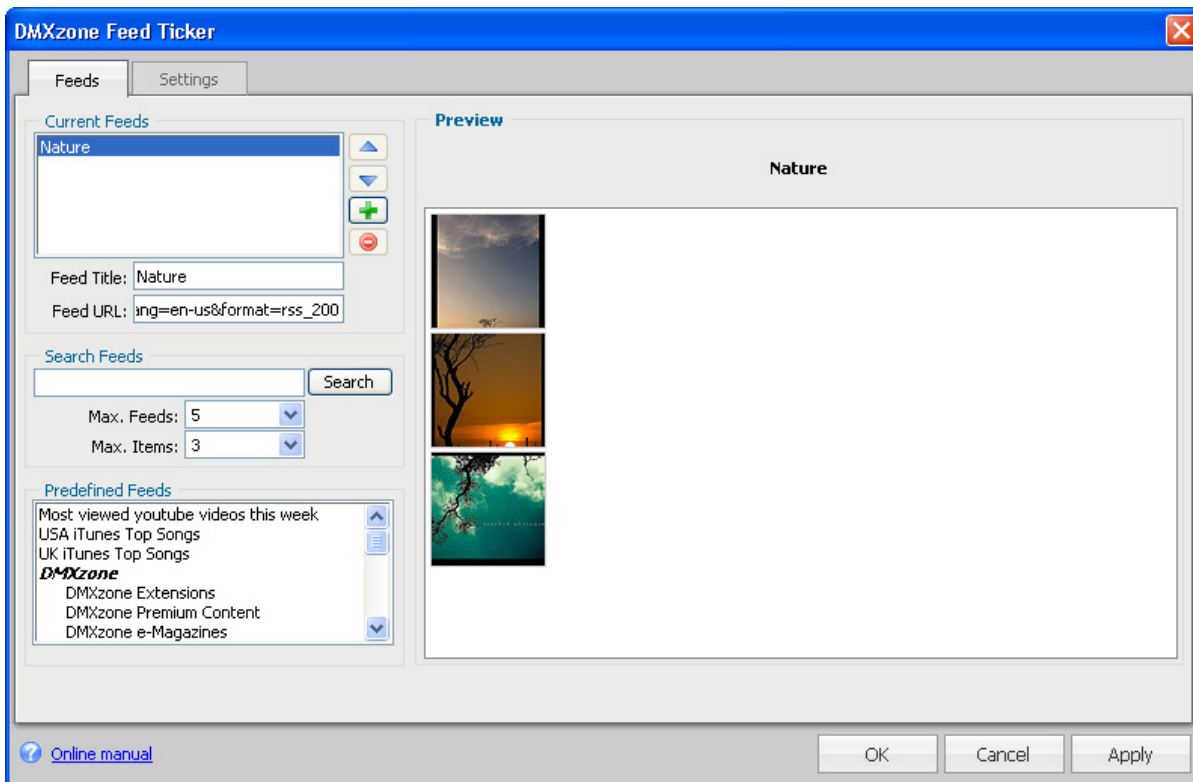 DMXzone Feed Ticker
Feeds
Settings
Current Feeds
Nature
Feed Title: Nature
Feed URL: ang=en-us&format=rss_200
Search Feeds
Search
Max. Feeds: 5
Max. Items: 3
Predefined Feeds
Most viewed youtube videos this week
USA iTunes Top Songs
UK iTunes Top Songs
DMXzone
DMXzone Extensions
DMXzone Premium Content
DMXzone e-Magazines
Preview
Nature
Online manual
OK
Cancel
Apply